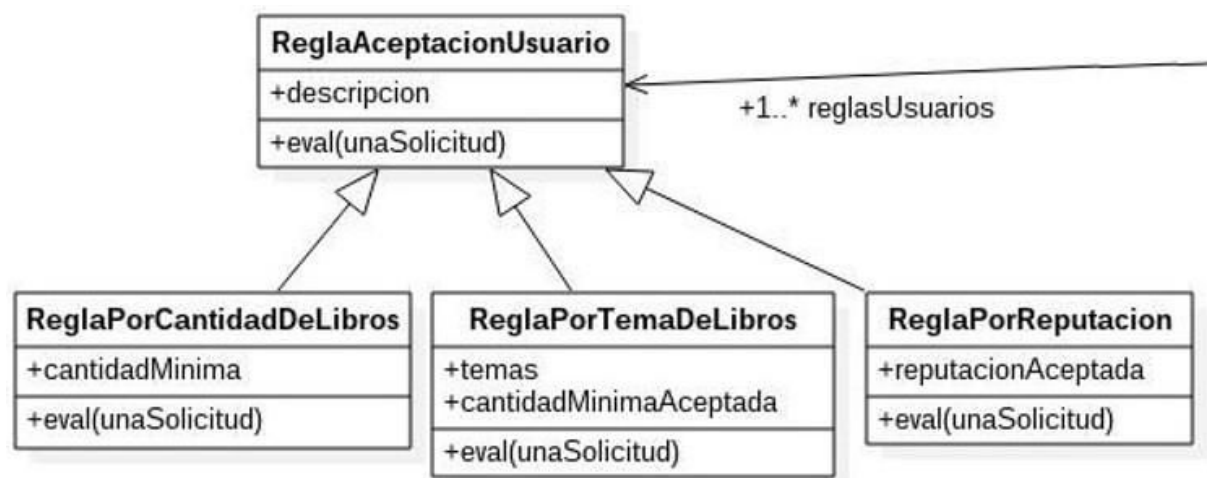 ReglaAceptacionUsuario
+descripcion
+eval(unaSolicitud)
+1..* reglasUsuarios
ReglaPorCantidadDeLibros
+cantidadMinima
+eval(unaSolicitud)
ReglaPorTemaDeLibros
+temas
+cantidadMinimaAceptada
+eval(unaSolicitud)
ReglaPorReputacion
+reputacionAceptada
+eval(unaSolicitud)